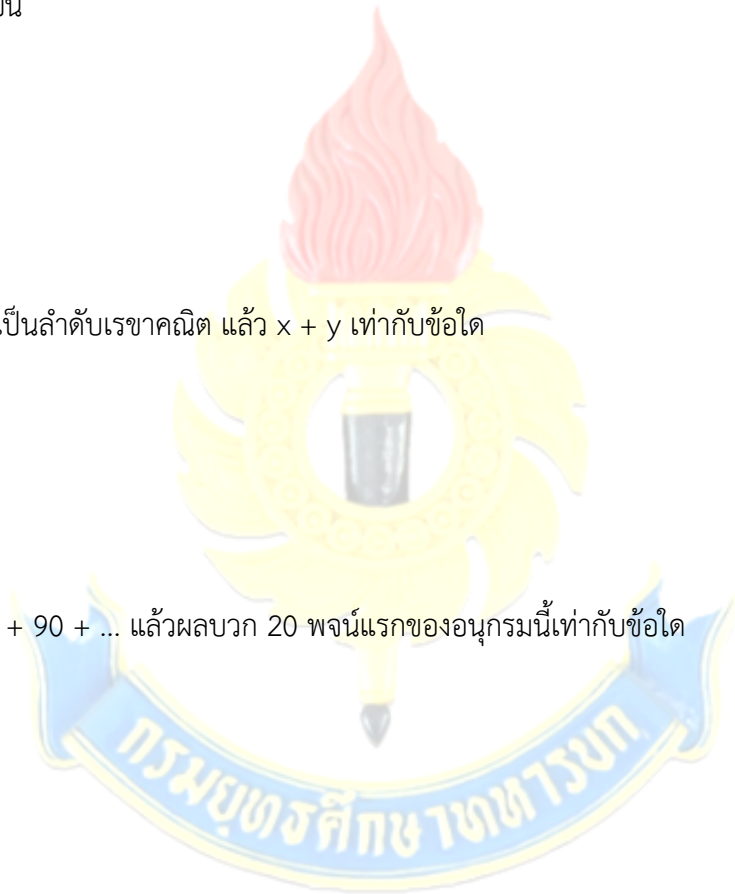 เป็นลำดับเรขาคณิต แล้ว x + y เท่ากับข้อใด
+ 90 + ... แล้วผลบวก 20 พจน์แรกของอนุกรมนี้เท่ากับข้อใด
กรมยุทธศึกษาทหารบก